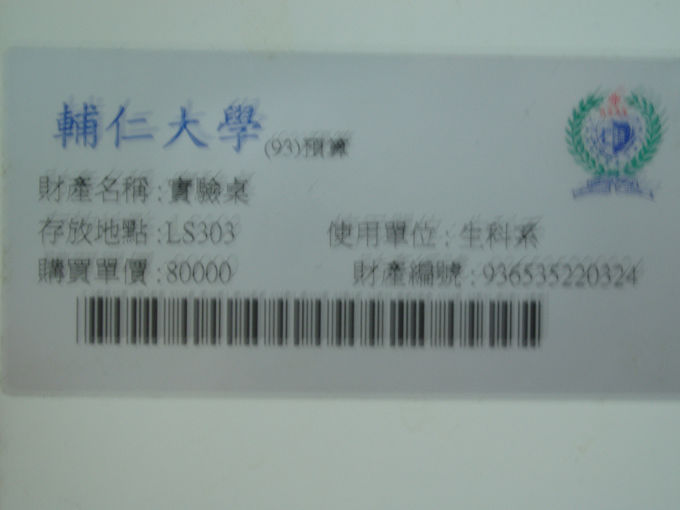 輔仁大學 (93)預算
財產名稱:實驗桌
存放地點:LS303 使用單位:生科系
購買單價:80000 財產編號:936535220324